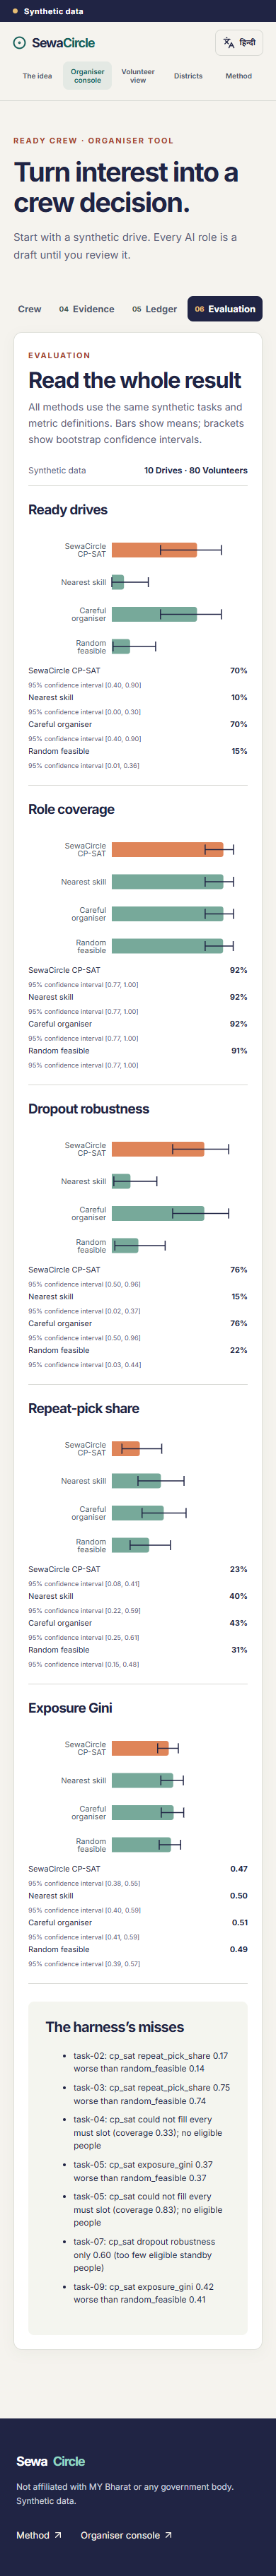 Synthetic data
SewaCircle
हिन्दी
The idea
Organiser console
Volunteer view
Districts
Method
READY CREW · ORGANISER TOOL
Turn interest into a
crew decision.
Start with a synthetic drive. Every AI role is a
draft until you review it.
Crew
04 Evidence
05 Ledger
06 Evaluation
EVALUATION
Read the whole result
All methods use the same synthetic tasks and
metric definitions. Bars show means; brackets
show bootstrap confidence intervals.
Synthetic data 10 Drives · 80 Volunteers
Ready drives
SewaCircle
CP-SAT
Nearest skill
Careful
organiser
Random
feasible
SewaCircle CP-SAT 70%
95% confidence interval [0.40, 0.90]
Nearest skill 10%
95% confidence interval [0.00, 0.30]
Careful organiser 70%
95% confidence interval [0.40, 0.90]
Random feasible 15%
95% confidence interval [0.01, 0.36]
Role coverage
SewaCircle
CP-SAT
Nearest skill
Careful
organiser
Random
feasible
SewaCircle CP-SAT 92%
95% confidence interval [0.77, 1.00]
Nearest skill 92%
95% confidence interval [0.77, 1.00]
Careful organiser 92%
95% confidence interval [0.77, 1.00]
Random feasible 91%
95% confidence interval [0.77, 1.00]
Dropout robustness
SewaCircle
CP-SAT
Nearest skill
Careful
organiser
Random
feasible
SewaCircle CP-SAT 76%
95% confidence interval [0.50, 0.96]
Nearest skill 15%
95% confidence interval [0.02, 0.37]
Careful organiser 76%
95% confidence interval [0.50, 0.96]
Random feasible 22%
95% confidence interval [0.03, 0.44]
Repeat-pick share
SewaCircle
CP-SAT
Nearest skill
Careful
organiser
Random
feasible
SewaCircle CP-SAT 23%
95% confidence interval [0.08, 0.41]
Nearest skill 40%
95% confidence interval [0.22, 0.59]
Careful organiser 43%
95% confidence interval [0.25, 0.61]
Random feasible 31%
95% confidence interval [0.15, 0.48]
Exposure Gini
SewaCircle
CP-SAT
Nearest skill
Careful
organiser
Random
feasible
SewaCircle CP-SAT 0.47
95% confidence interval [0.38, 0.55]
Nearest skill 0.50
95% confidence interval [0.40, 0.59]
Careful organiser 0.51
95% confidence interval [0.41, 0.59]
Random feasible 0.49
95% confidence interval [0.39, 0.57]
The harness’s misses
• task-02: cp_sat repeat_pick_share 0.17
worse than random_feasible 0.14
• task-03: cp_sat repeat_pick_share 0.75
worse than random_feasible 0.74
• task-04: cp_sat could not fill every
must slot (coverage 0.33); no eligible
people
• task-05: cp_sat exposure_gini 0.37
worse than random_feasible 0.37
• task-05: cp_sat could not fill every
must slot (coverage 0.83); no eligible
people
• task-07: cp_sat dropout robustness
only 0.60 (too few eligible standby
people)
• task-09: cp_sat exposure_gini 0.42
worse than random_feasible 0.41
Sewa Circle
Not affiliated with MY Bharat or any government body.
Synthetic data.
Method ↗ Organiser console ↗